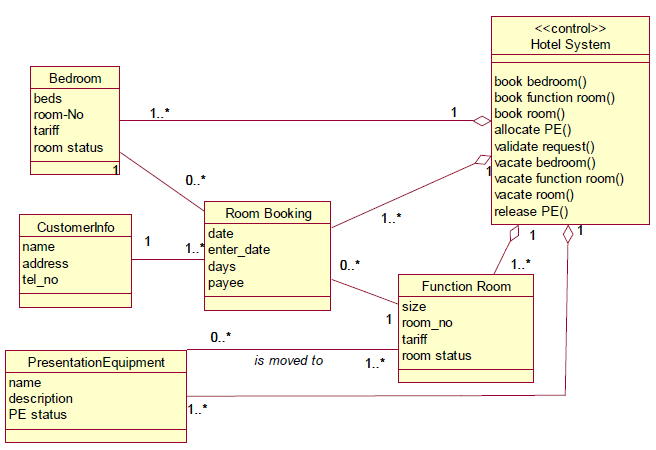 <<control>>
Hotel System
book bedroom()
book function room()
book room()
allocate PE()
validate request()
vacate bedroom()
vacate function room()
vacate room()
release PE()
Bedroom
beds
room-No
tariff
room status
1..*
1
1
0..*
1
1..*
CustomerInfo
name
address
tel_no
1
1..*
Room Booking
date
enter_date
days
payee
0..*
1
1
1
1..*
Function Room
size
room_no
tariff
room status
0..*
is moved to
1..*
PresentationEquipment
name
description
PE status
1..*